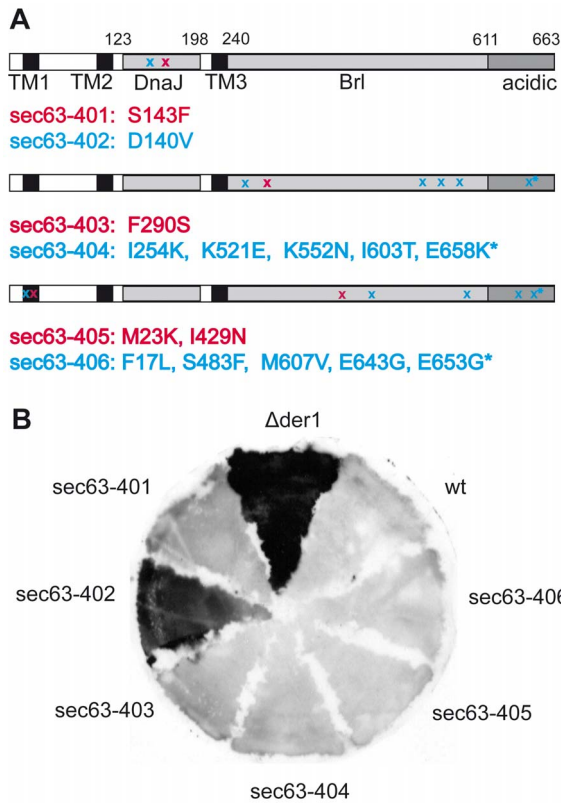 A
123 198 240 611 663
TM1 TM2 DnaJ TM3 Brl acidic
sec63-401: S143F
sec63-402: D140V
sec63-403: F290S
sec63-404: I254K, K521E, K552N, I603T, E658K*
sec63-405: M23K, I429N
sec63-406: F17L, S483F, M607V, E643G, E653G*
B
Δder1
sec63-401
wt
sec63-402
sec63-406
sec63-403
sec63-405
sec63-404